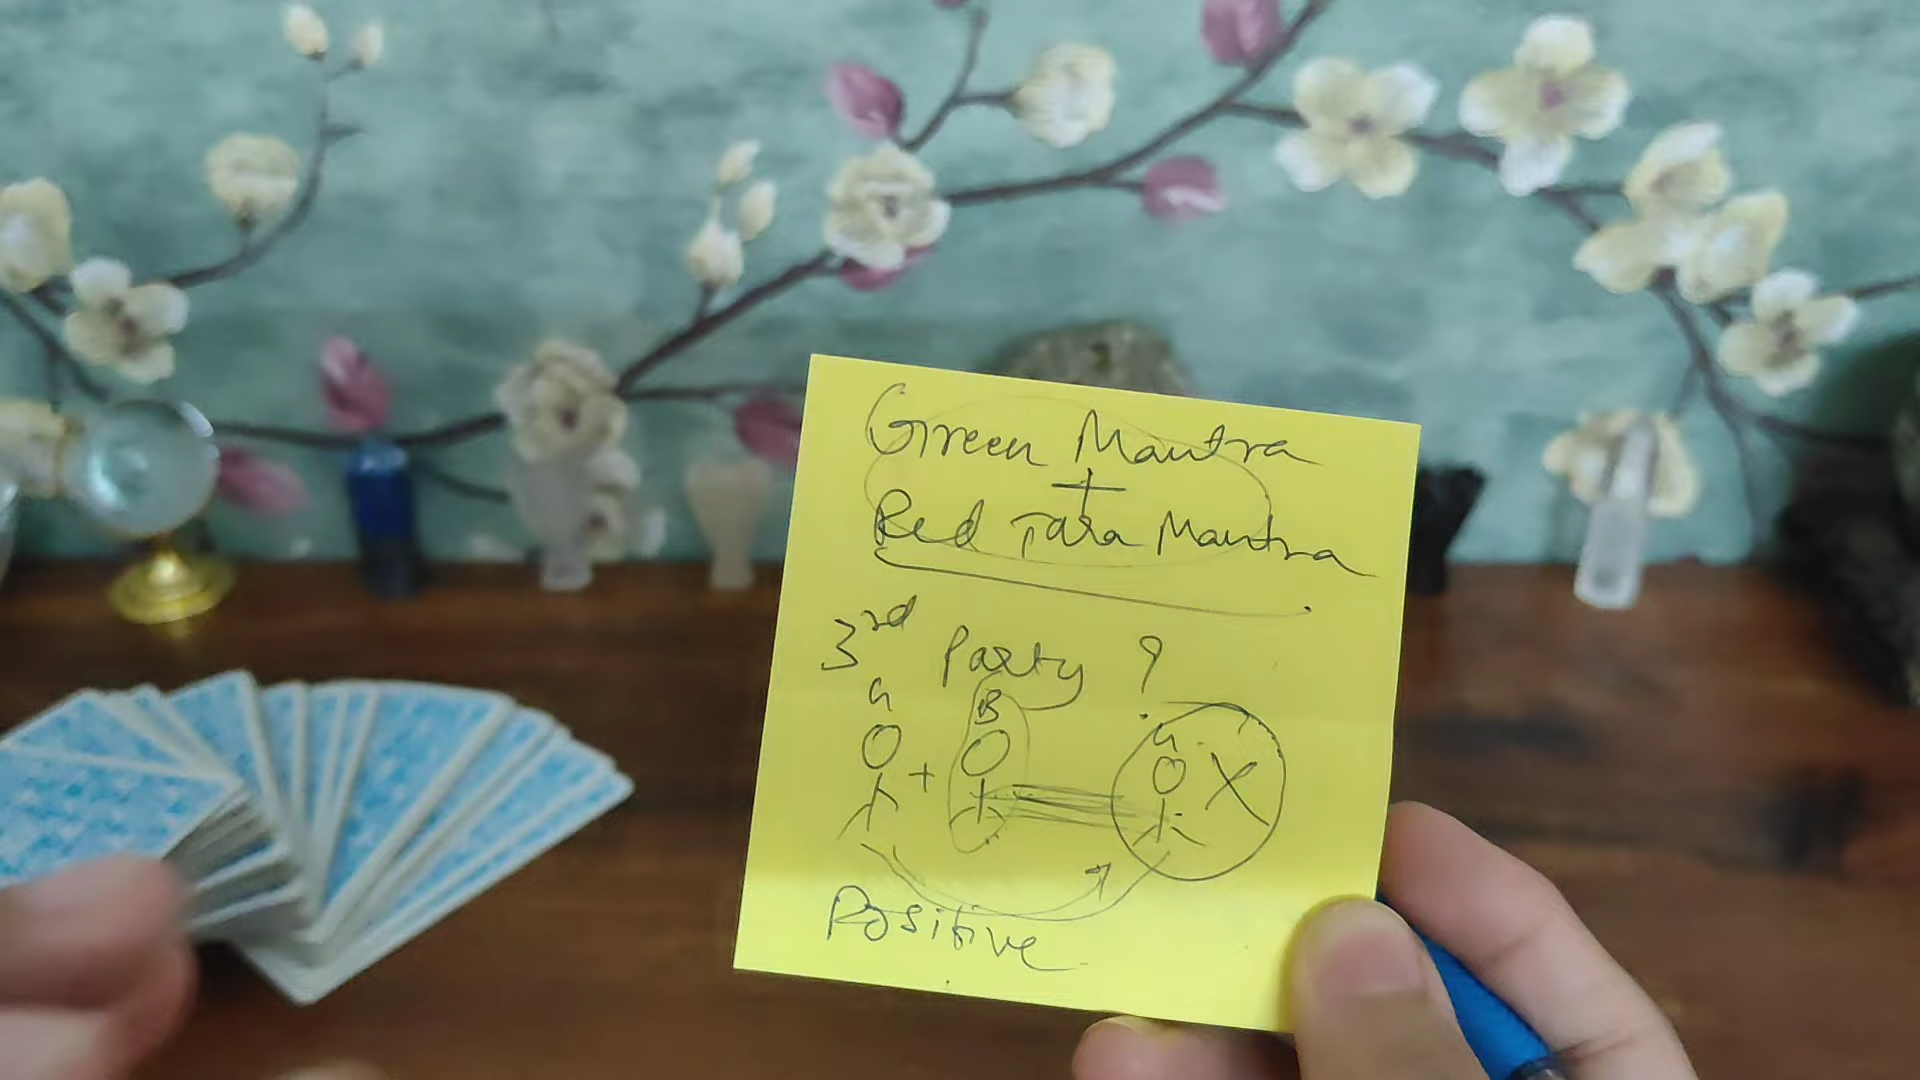 Green Mantra
+
Red Tara Mantra
3rd Party ?
G B G
+ X
Positive